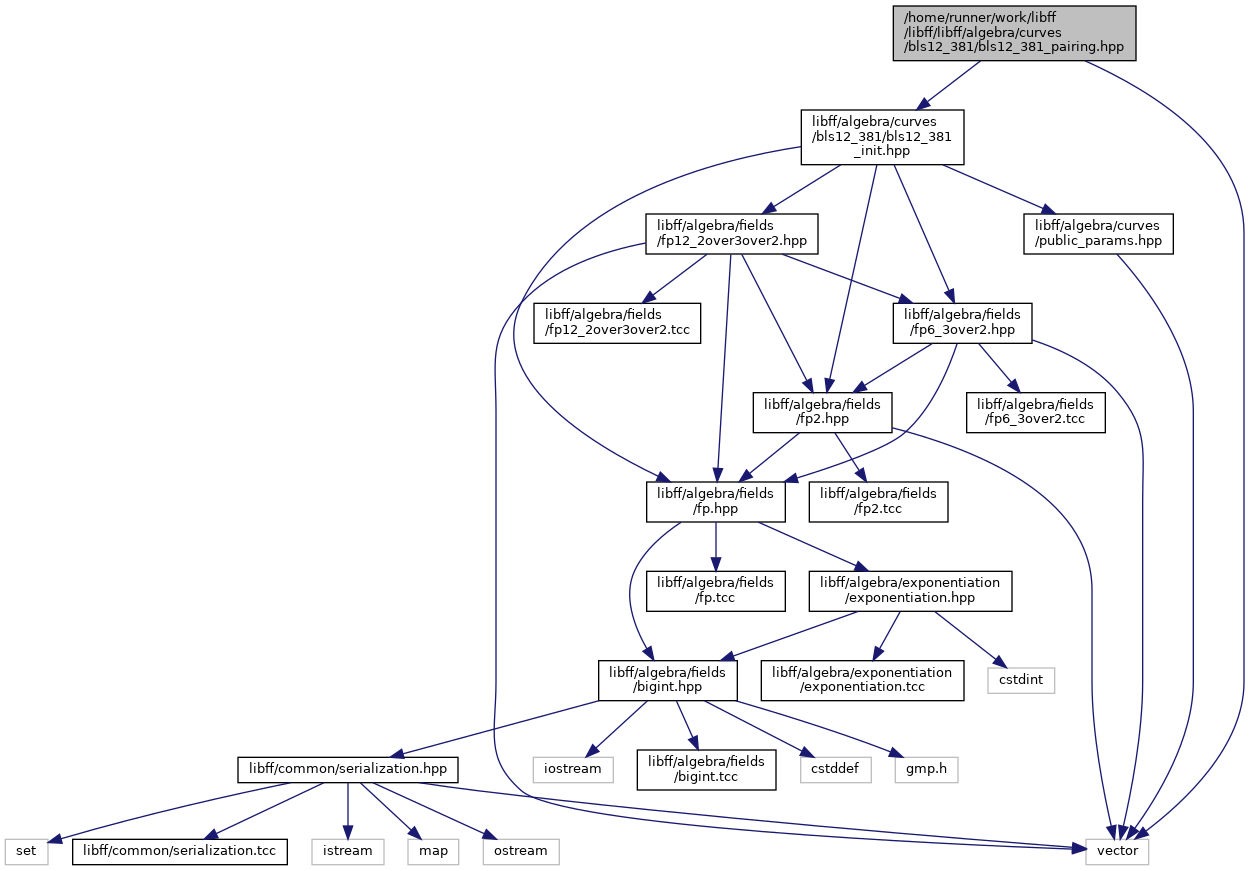 /home/runner/work/libff
/libff/libff/algebra/curves
/bls12_381/bls12_381_pairing.hpp
libff/algebra/curves
/bls12_381/bls12_381
_init.hpp
libff/algebra/fields
/fp12_2over3over2.hpp
libff/algebra/curves
/public_params.hpp
libff/algebra/fields
/fp12_2over3over2.tcc
libff/algebra/fields
/fp6_3over2.hpp
libff/algebra/fields
/fp2.hpp
libff/algebra/fields
/fp6_3over2.tcc
libff/algebra/fields
/fp.hpp
libff/algebra/fields
/fp2.tcc
libff/algebra/fields
/fp.tcc
libff/algebra/exponentiation
/exponentiation.hpp
libff/algebra/fields
/bigint.hpp
libff/algebra/exponentiation
/exponentiation.tcc
cstdint
libff/common/serialization.hpp
iostream
libff/algebra/fields
/bigint.tcc
cstddef
gmp.h
set
libff/common/serialization.tcc
istream
map
ostream
vector